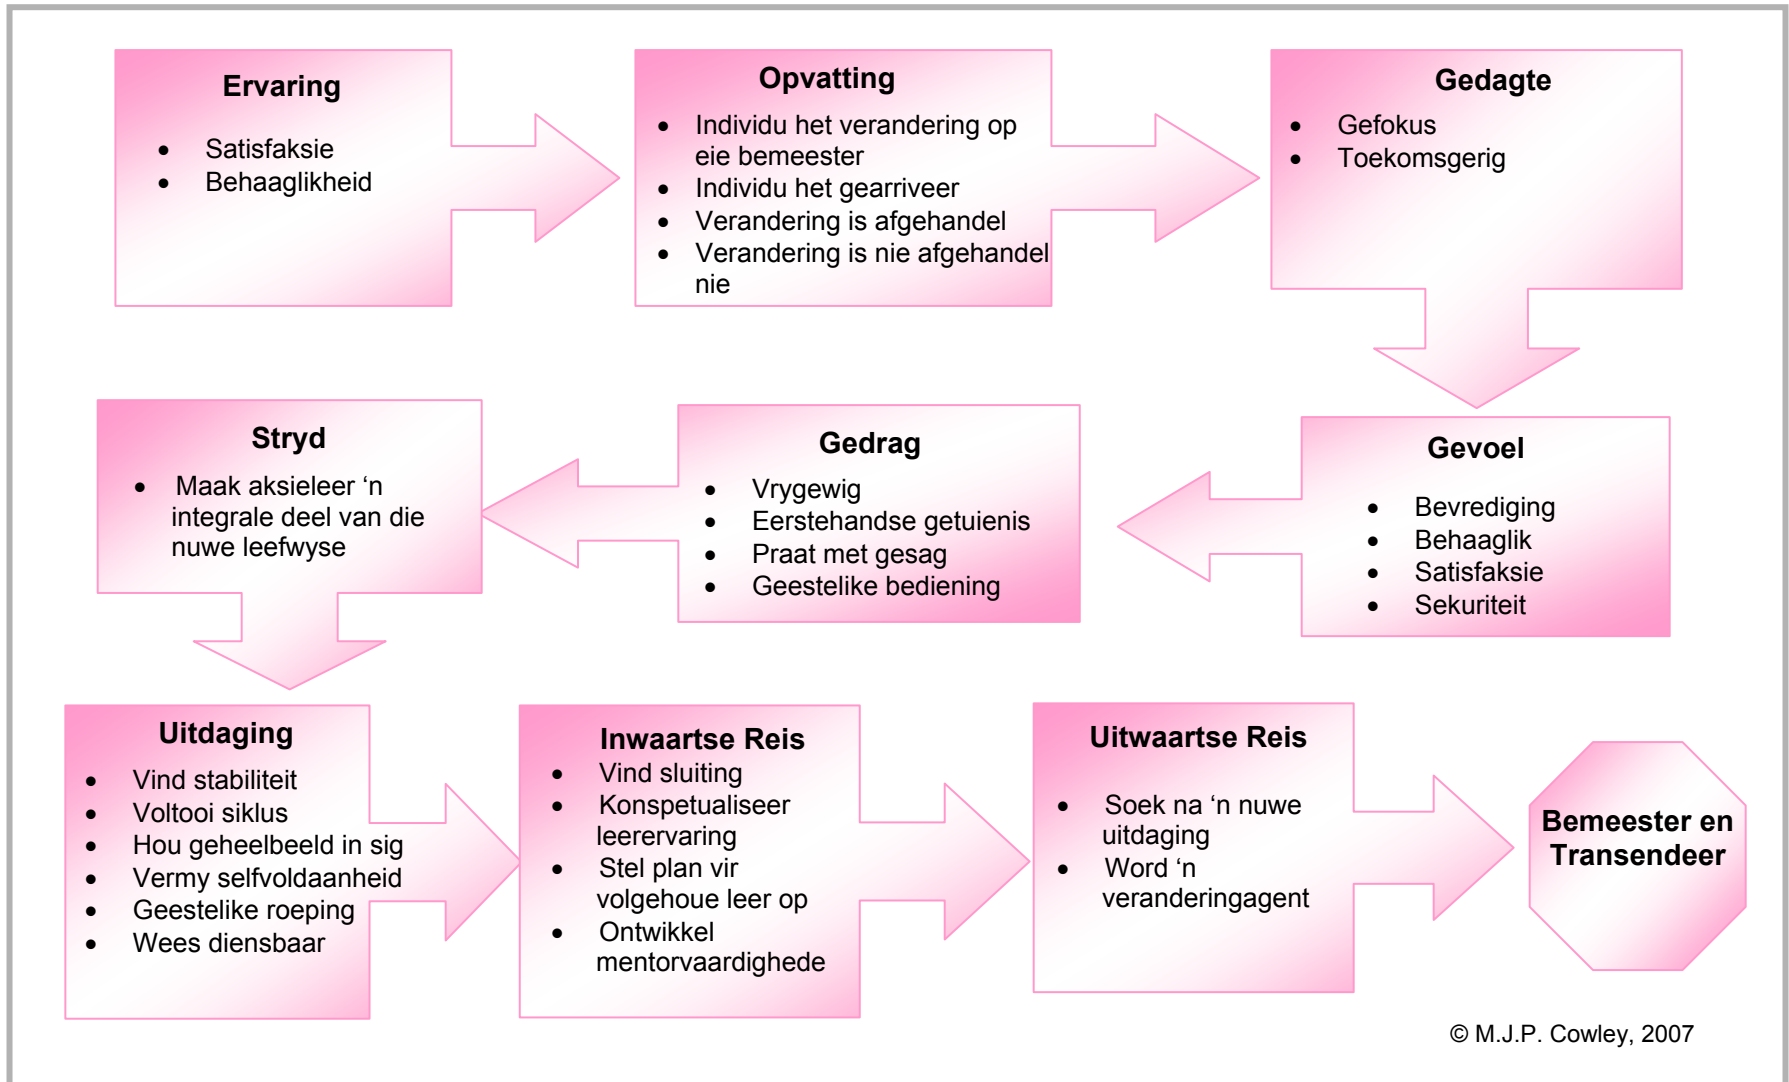 Ervaring
• Satisfaksie
• Behaaglikheid
Opvatting
• Individu het verandering op
eie bemeester
• Individu het gearriveer
• Verandering is afgehandel
• Verandering is nie afgehandel
nie
Gedagte
• Gefokus
• Toekomsgerig
Gevoel
• Bevrediging
• Behaaglik
• Satisfaksie
• Sekuriteit
Gedrag
• Vrygewig
• Eerstehandse getuienis
• Praat met gesag
• Geestelike bediening
Stryd
• Maak aksieleer ‘n
integrale deel van die
nuwe leefwyse
Uitdaging
• Vind stabiliteit
• Voltooi siklus
• Hou geheelbeeld in sig
• Vermy selfvoldaanheid
• Geestelike roeping
• Wees diensbaar
Inwaartse Reis
• Vind sluiting
• Konspetualiseer
leerervaring
• Stel plan vir
volgehoue leer op
• Ontwikkel
mentorvaardighede
Uitwaartse Reis
• Soek na ‘n nuwe
uitdaging
• Word ‘n
veranderingagent
Bemeester en
Transendeer
© M.J.P. Cowley, 2007